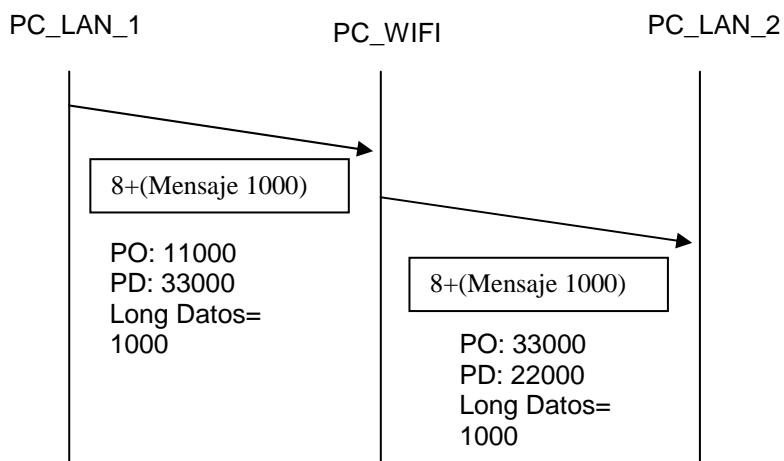 PC_LAN_1
PC_WIFI
PC_LAN_2
8+(Mensaje 1000)
PO: 11000
PD: 33000
Long Datos=
1000
8+(Mensaje 1000)
PO: 33000
PD: 22000
Long Datos=
1000